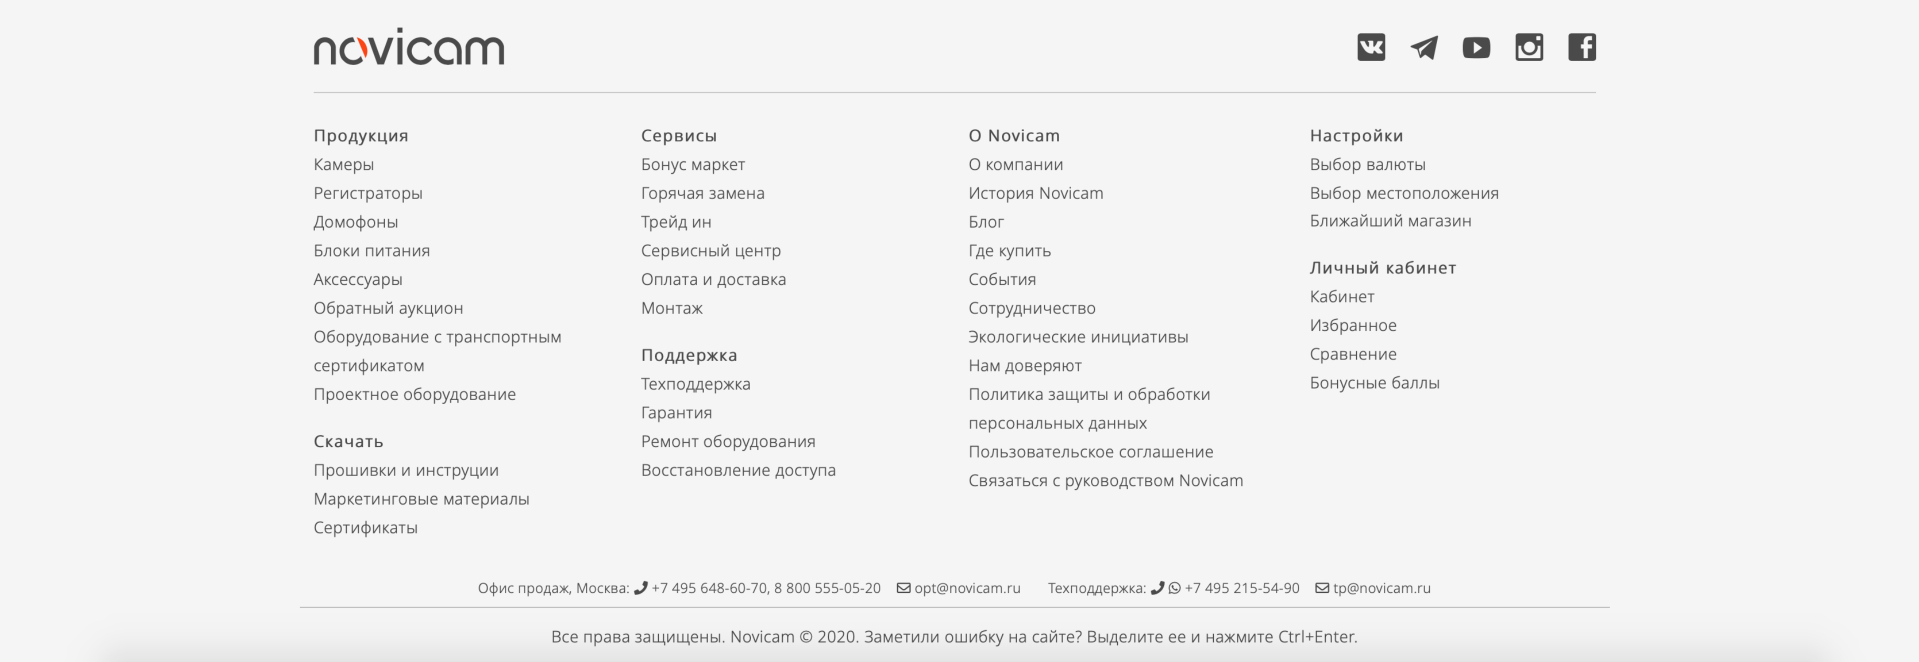 novicam
Продукция
Камеры
Регистраторы
Домофоны
Блоки питания
Аксессуары
Обратный аукцион
Оборудование с транспортным
сертификатом
Проектное оборудование
Скачать
Прошивки и инструции
Маркетинговые материалы
Сертификаты
Сервисы
Бонус маркет
Горячая замена
Трейд ин
Сервисный центр
Оплата и доставка
Монтаж
Поддержка
Техподдержка
Гарантия
Ремонт оборудования
Восстановление доступа
О Novicam
О компании
История Novicam
Блог
Где купить
События
Сотрудничество
Экологические инициативы
Нам доверяют
Политика защиты и обработки
персональных данных
Пользовательское соглашение
Связаться с руководством Novicam
Настройки
Выбор валюты
Выбор местоположения
Ближайший магазин
Личный кабинет
Кабинет
Избранное
Сравнение
Бонусные баллы
Офис продаж, Москва: +7 495 648-60-70, 8 800 555-05-20 opt@novicam.ru Техподдержка: +7 495 215-54-90 tp@novicam.ru
Все права защищены. Novicam © 2020. Заметили ошибку на сайте? Выделите ее и нажмите Ctrl+Enter.